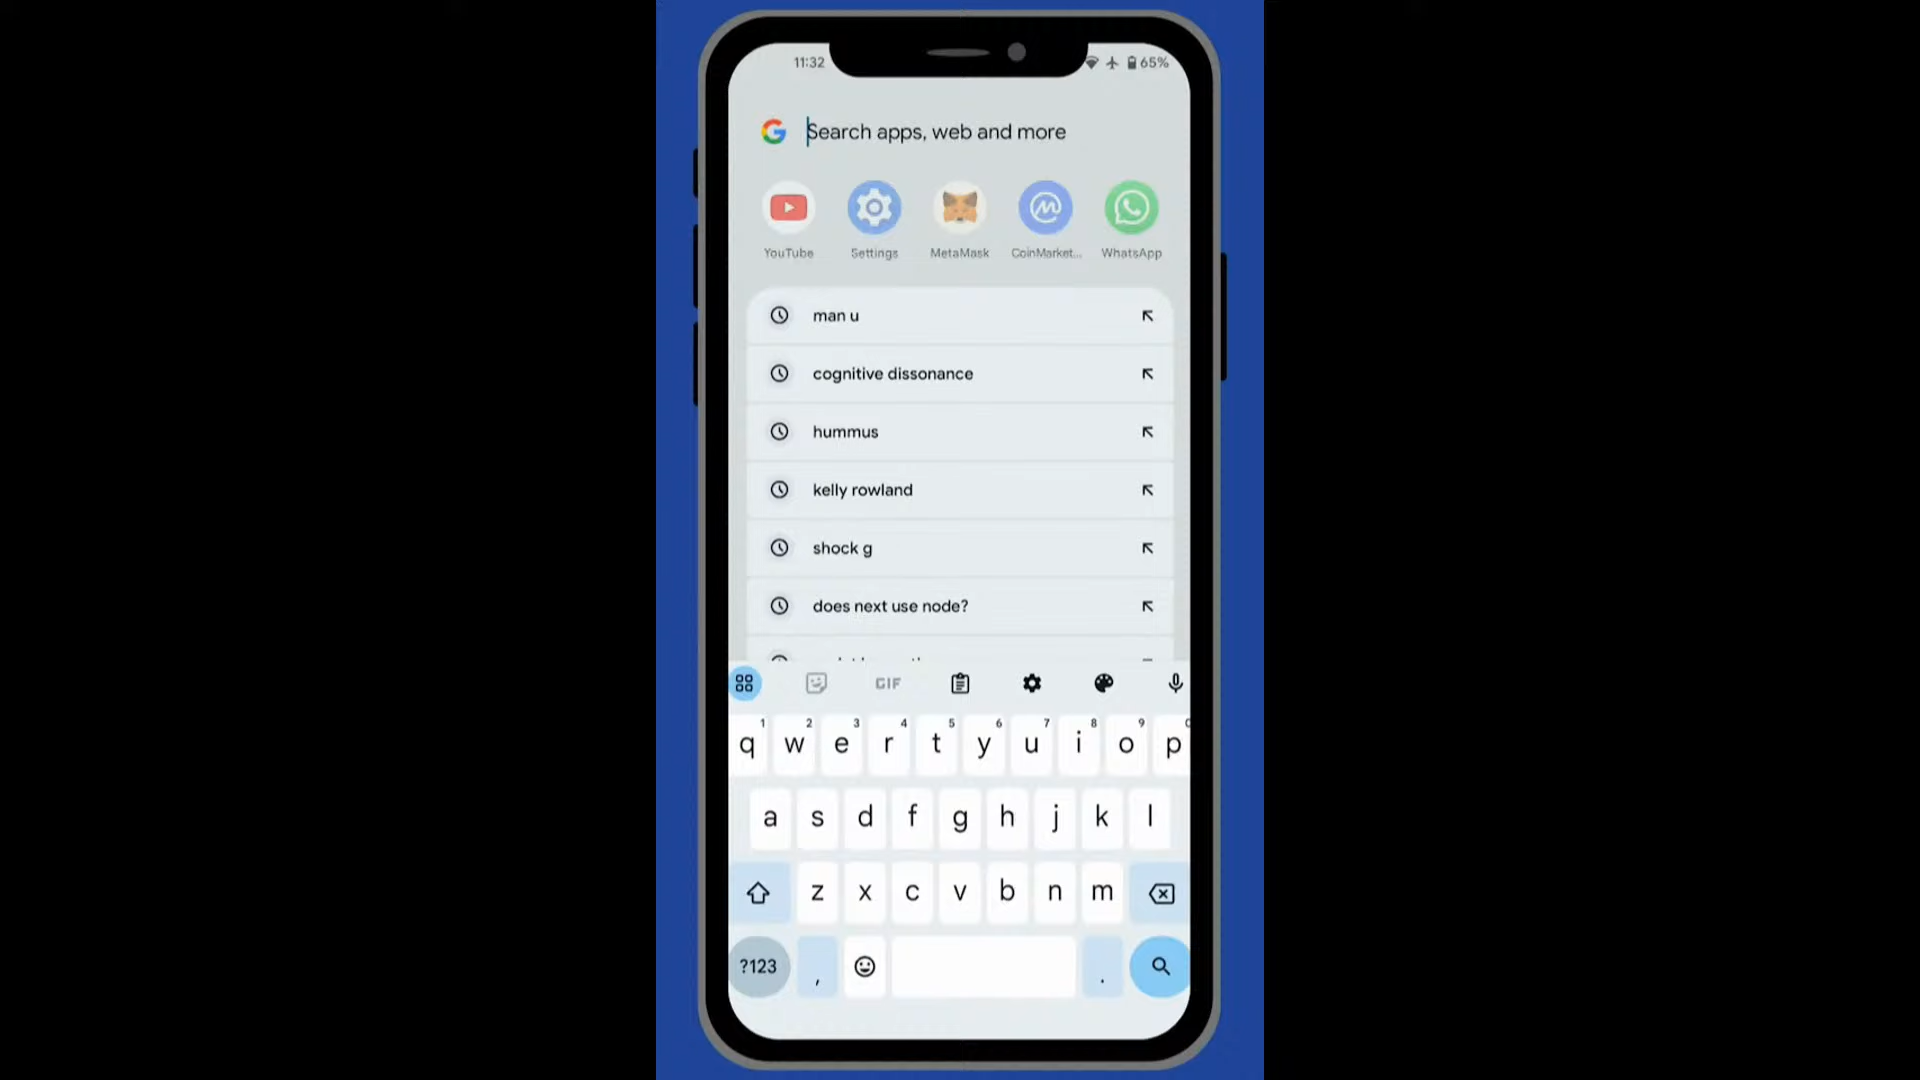 11:32
65%
Search apps, web and more
YouTube
Settings
MetaMask
CoinMarket...
WhatsApp
man u
cognitive dissonance
hummus
kelly rowland
shock g
does next use node?
GIF
1 2 3 4 5 6 7 8 9
q w e r t y u i o p
a s d f g h j k l
z x c v b n m
?123 , .